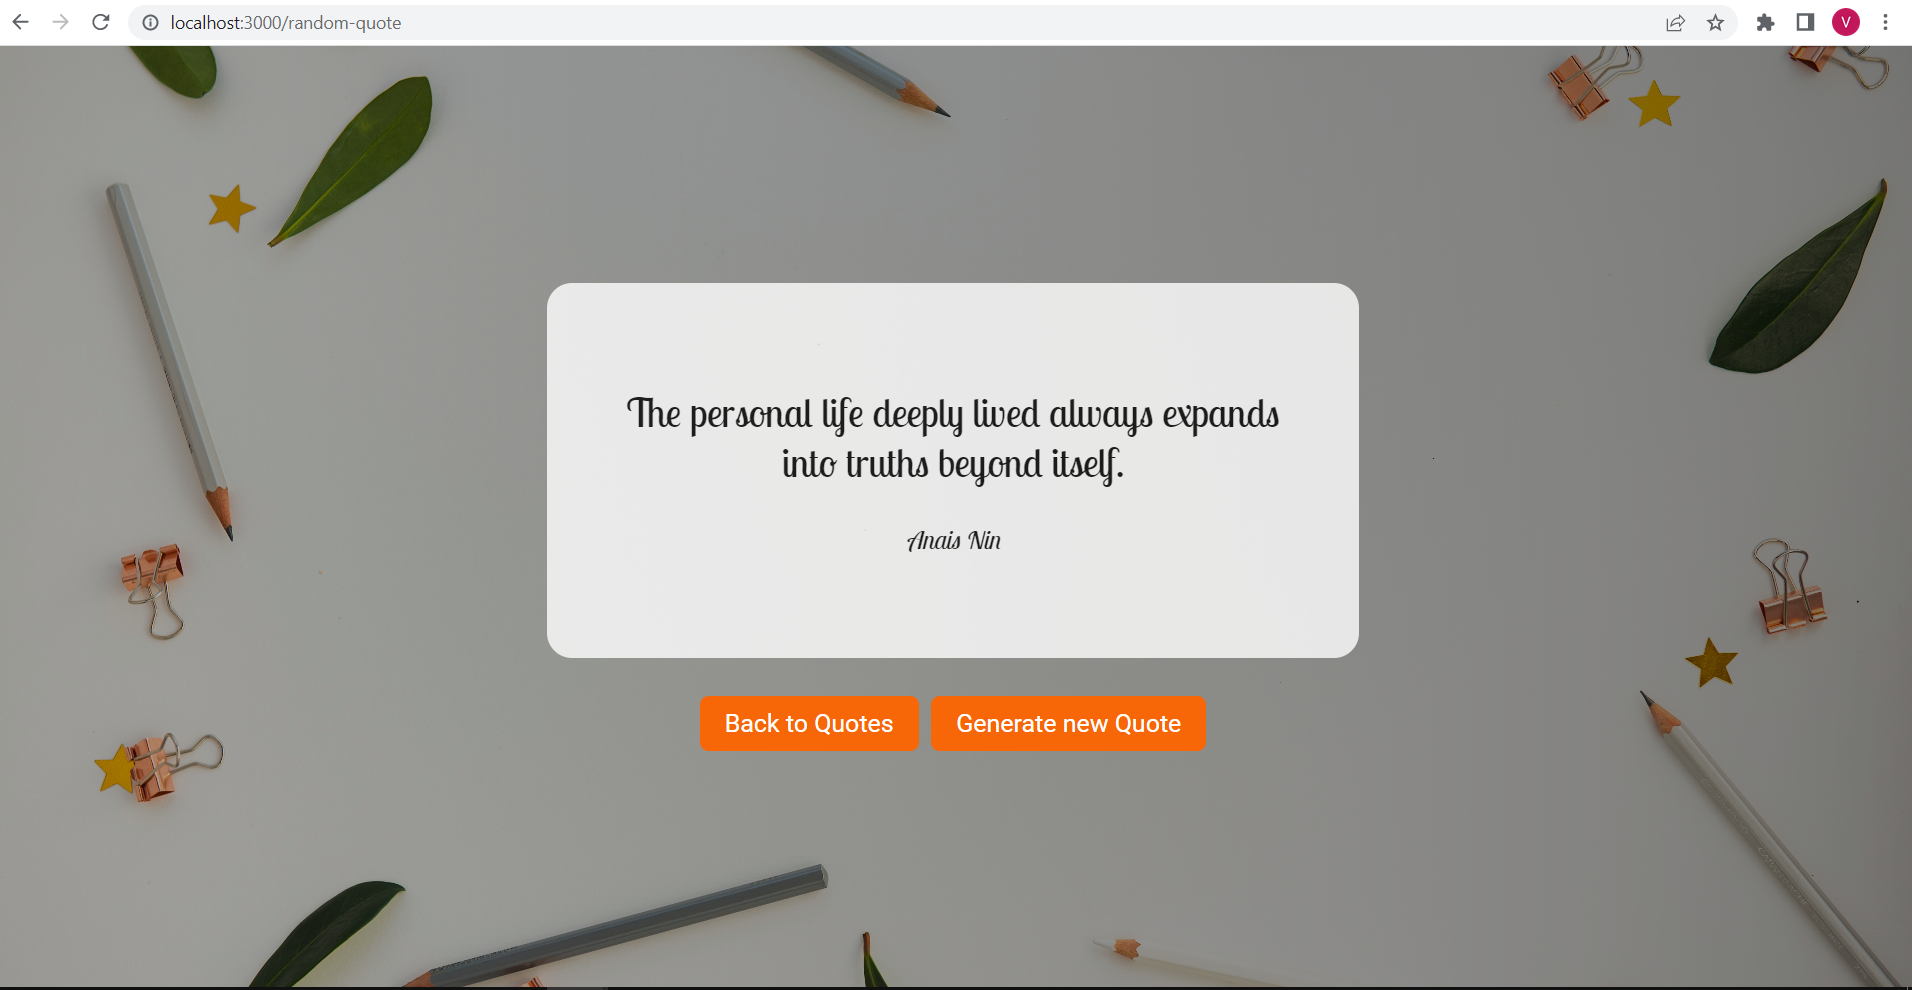 localhost:3000/random-quote
V
The personal life deeply lived always expands
into truths beyond itself.
Anais Nin
Back to Quotes
Generate new Quote